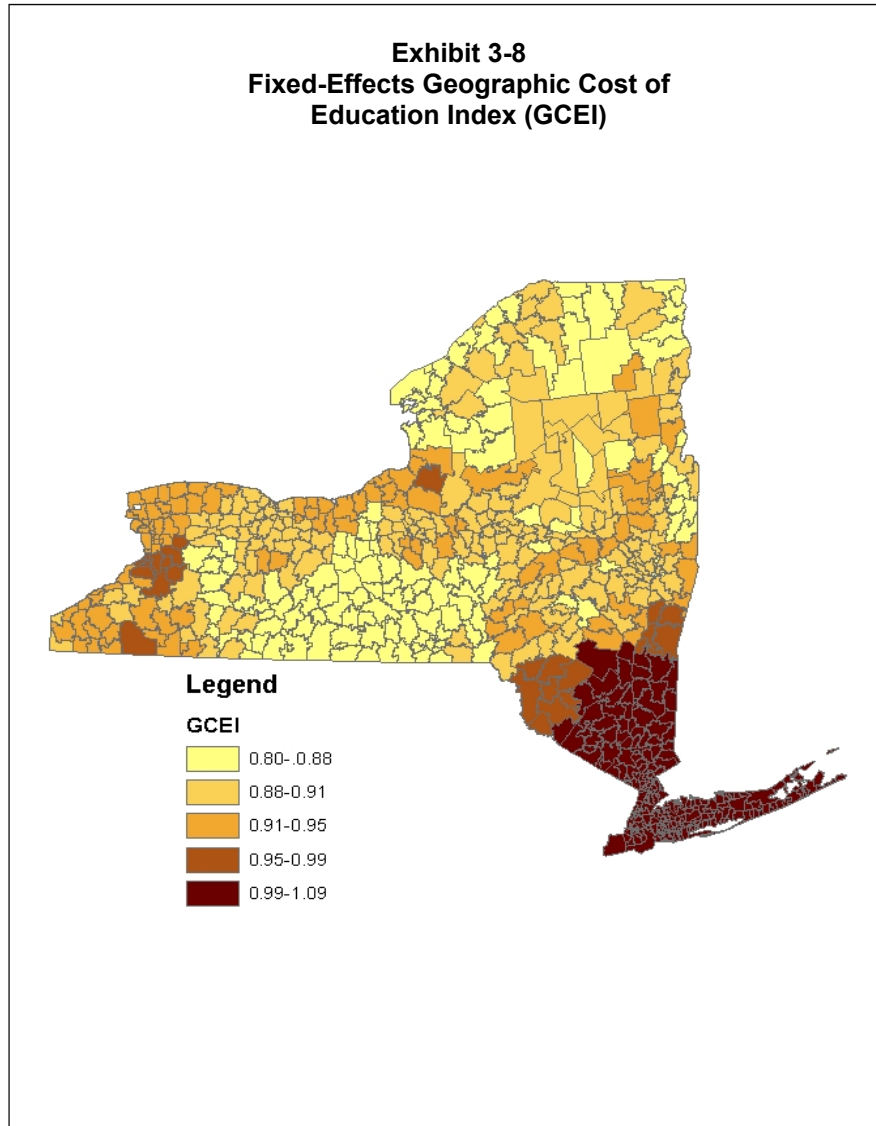 Exhibit 3-8
Fixed-Effects Geographic Cost of
Education Index (GCEI)
Legend
GCEI
0.80-.0.88
0.88-0.91
0.91-0.95
0.95-0.99
0.99-1.09